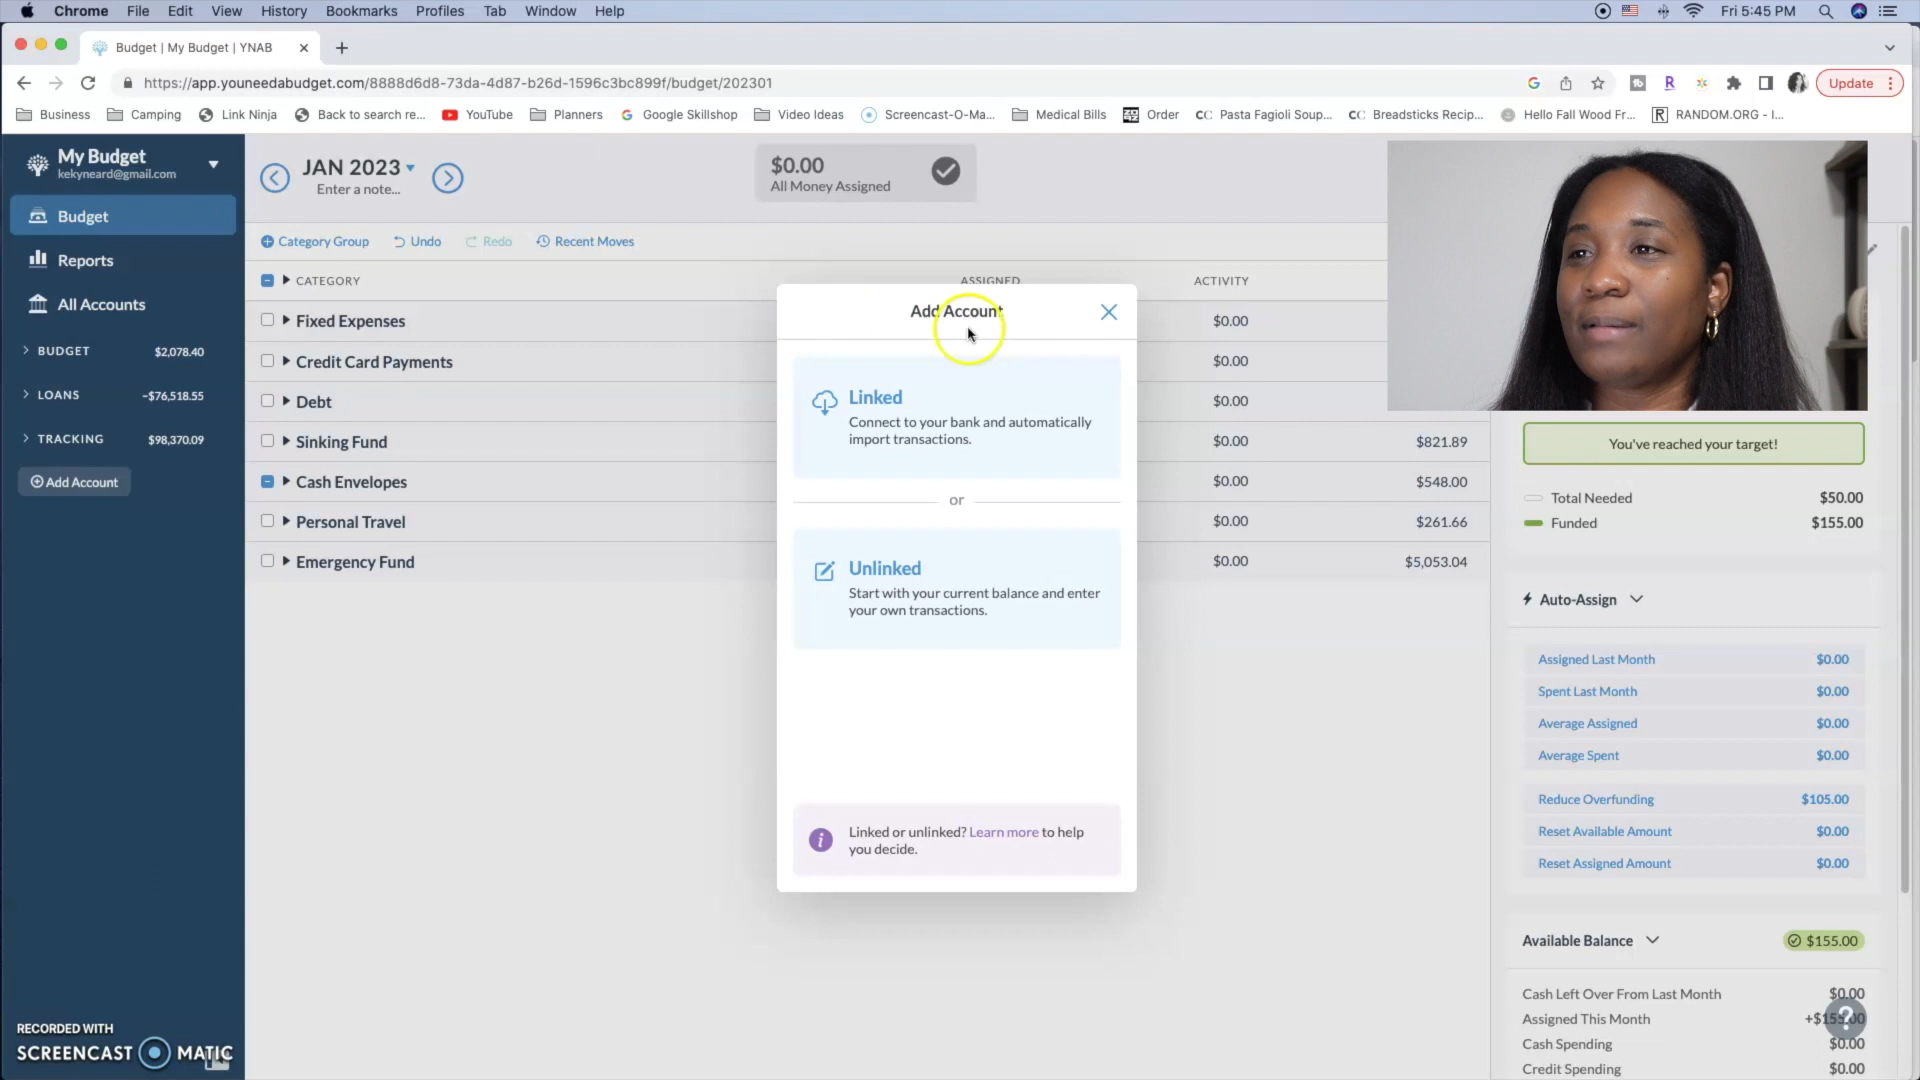 Chrome File Edit View History Bookmarks Profiles Tab Window Help Fri 5:45 PM
Budget | My Budget | YNAB
https://app.youneedabudget.com/8888d6d8-73da-4d87-b26d-1596c3bc899f/budget/202301 Update
Business Camping Link Ninja Back to search re... YouTube Planners Google Skillshop Video Ideas Screencast-O-Ma... Medical Bills Order CC Pasta Fagioli Soup... CC Breadsticks Recip... Hello Fall Wood Fr... RANDOM.ORG - I...
My Budget
kekyneard@gmail.com
Budget
Reports
All Accounts
BUDGET $2,078.40
LOANS -$76,518.55
TRACKING $98,370.09
Add Account
RECORDED WITH
SCREENCAST MATIC
JAN 2023
Enter a note...
$0.00
All Money Assigned
Category Group Undo Redo Recent Moves
CATEGORY ASSIGNED ACTIVITY
Fixed Expenses $0.00
Credit Card Payments $0.00
Debt $0.00
Sinking Fund $0.00 $821.89
Cash Envelopes $0.00 $548.00
Personal Travel $0.00 $261.66
Emergency Fund $0.00 $5,053.04
Add Account
Linked
Connect to your bank and automatically
import transactions.
or
Unlinked
Start with your current balance and enter
your own transactions.
Linked or unlinked? Learn more to help
you decide.
You've reached your target!
Total Needed $50.00
Funded $155.00
Auto-Assign
Assigned Last Month $0.00
Spent Last Month $0.00
Average Assigned $0.00
Average Spent $0.00
Reduce Overfunding $105.00
Reset Available Amount $0.00
Reset Assigned Amount $0.00
Available Balance $155.00
Cash Left Over From Last Month $0.00
Assigned This Month +$155.00
Cash Spending $0.00
Credit Spending $0.00